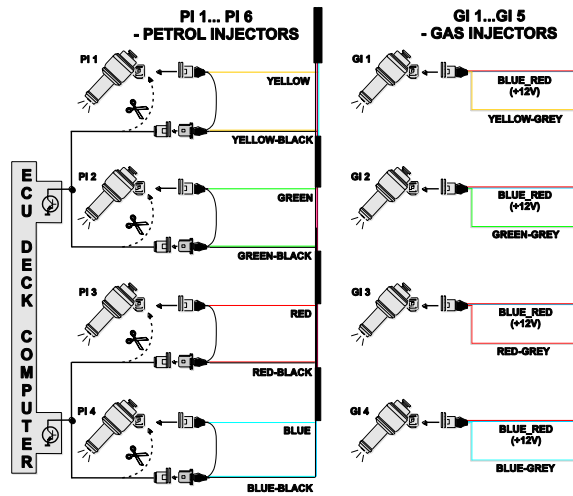 PI 1... PI 6
- PETROL INJECTORS
GI 1...GI 5
- GAS INJECTORS
PI 1
YELLOW
YELLOW-BLACK
GI 1
BLUE_RED
(+12V)
YELLOW-GREY
PI 2
GREEN
GREEN-BLACK
GI 2
BLUE_RED
(+12V)
GREEN-GREY
PI 3
RED
RED-BLACK
GI 3
BLUE_RED
(+12V)
RED-GREY
PI 4
BLUE
BLUE-BLACK
GI 4
BLUE_RED
(+12V)
BLUE-GREY
ECU DECK COMPUTER